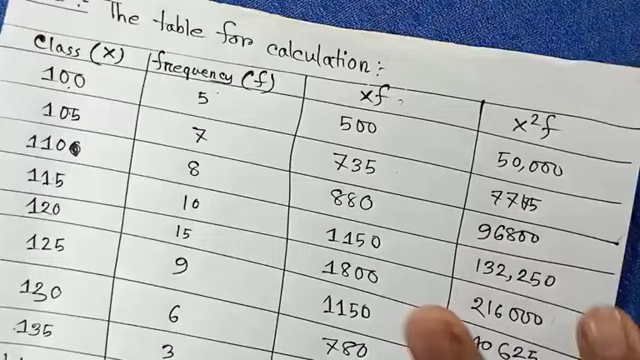 The table for calculation:
Class (X) frequency (f) xf x²f
100 5 500 50,000
105 7 735 7715
110 8 880 96800
115 10 1150 132,250
120 15 1800 216000
125 9 1150
130 6 780
135 3